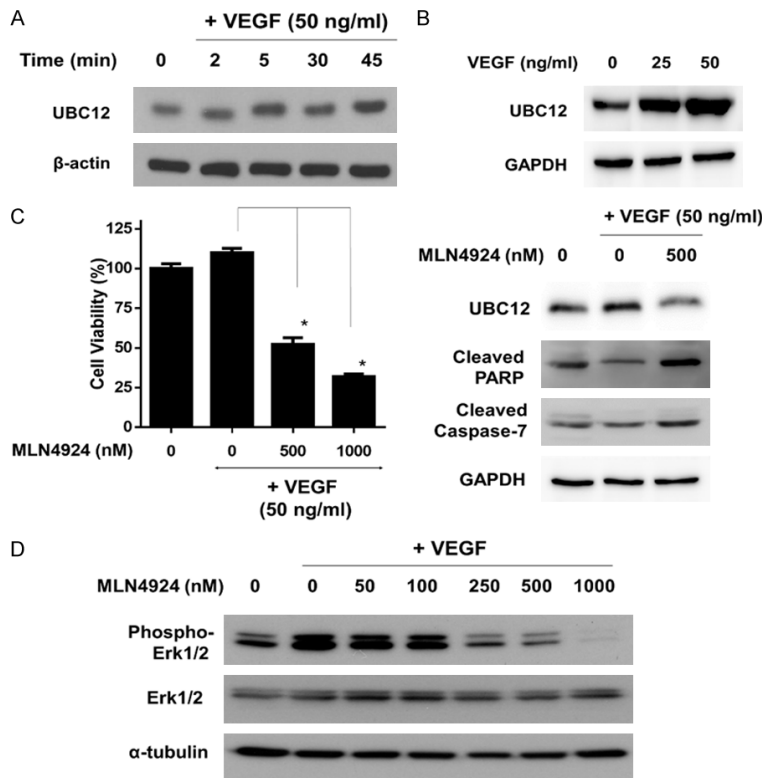 A
+ VEGF (50 ng/ml)
Time (min) 0 2 5 30 45
UBC12
β-actin
B
VEGF (ng/ml) 0 25 50
UBC12
GAPDH
C
Cell Viability (%)
125
100
75
50
25
0
*
*
MLN4924 (nM) 0 0 500 1000
+ VEGF
(50 ng/ml)
+ VEGF (50 ng/ml)
MLN4924 (nM) 0 0 500
UBC12
Cleaved
PARP
Cleaved
Caspase-7
GAPDH
D
+ VEGF
MLN4924 (nM) 0 0 50 100 250 500 1000
Phospho-
Erk1/2
Erk1/2
α-tubulin